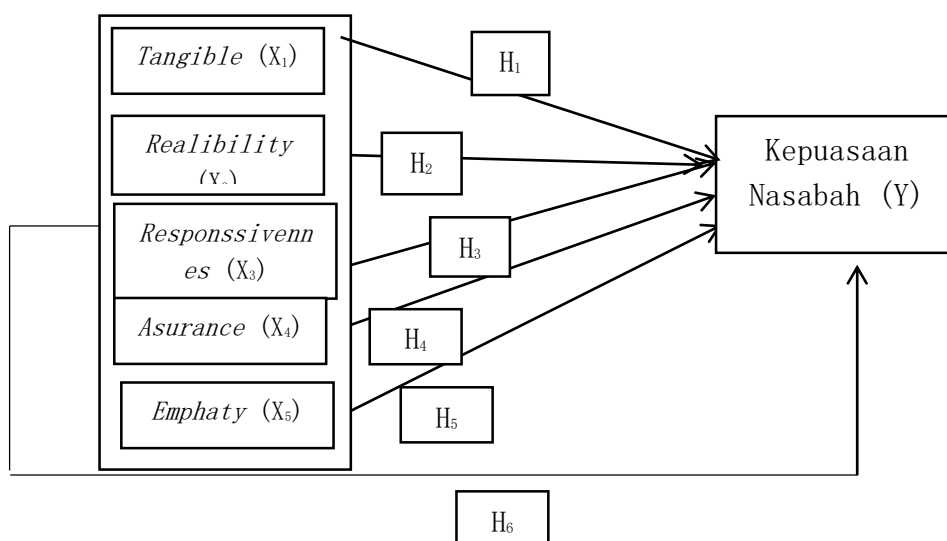 Tangible (X₁)
H₁
Realibility
H₂
Kepuasaan
Nasabah (Y)
Responssivenn
es (X₃)
H₃
Asurance (X₄)
H₄
Emphaty (X₅)
H₅
H₆